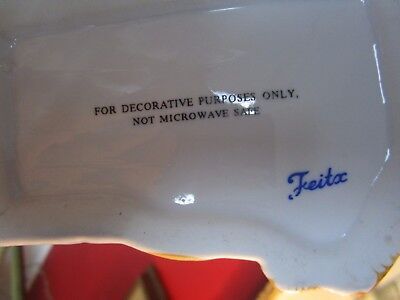 FOR DECORATIVE PURPOSES ONLY,
NOT MICROWAVE SAFE
Feitx